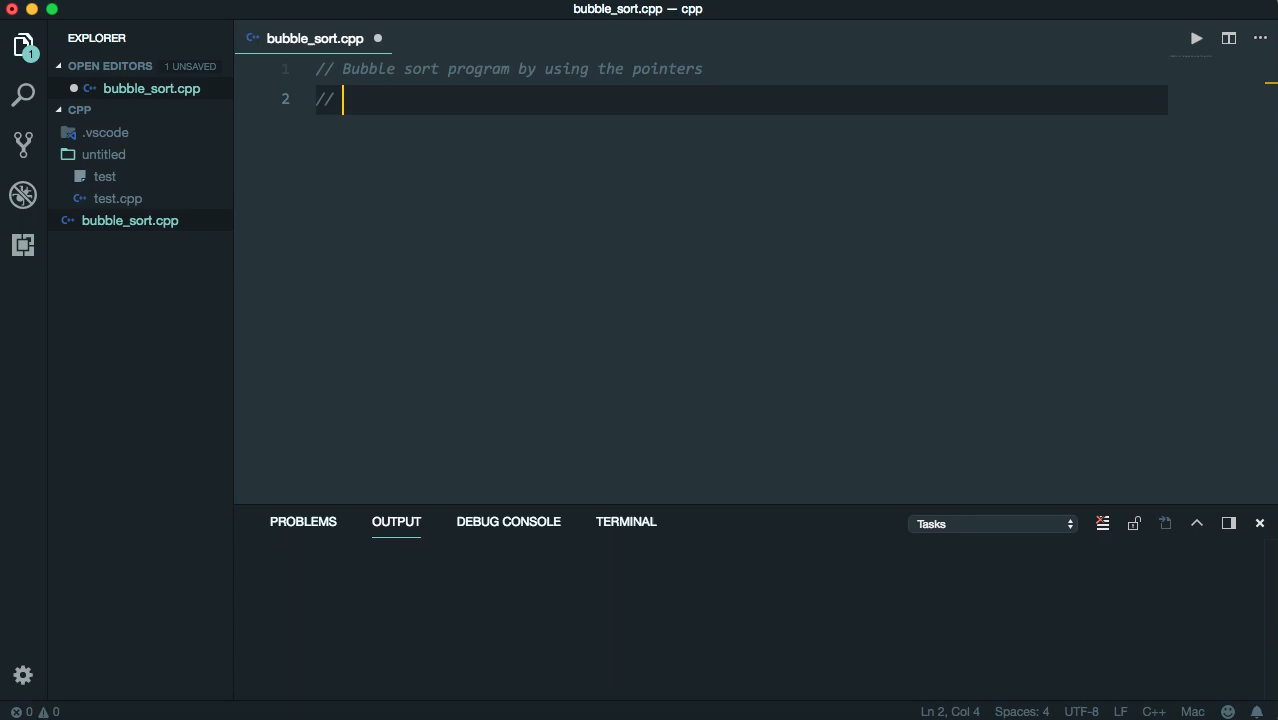 bubble_sort.cpp — cpp
EXPLORER
OPEN EDITORS 1 UNSAVED
bubble_sort.cpp
CPP
.vscode
untitled
test
test.cpp
bubble_sort.cpp
1
bubble_sort.cpp
1 // Bubble sort program by using the pointers
2 //
PROBLEMS OUTPUT DEBUG CONSOLE TERMINAL
Tasks
0 0
Ln 2, Col 4 Spaces: 4 UTF-8 LF C++ Mac